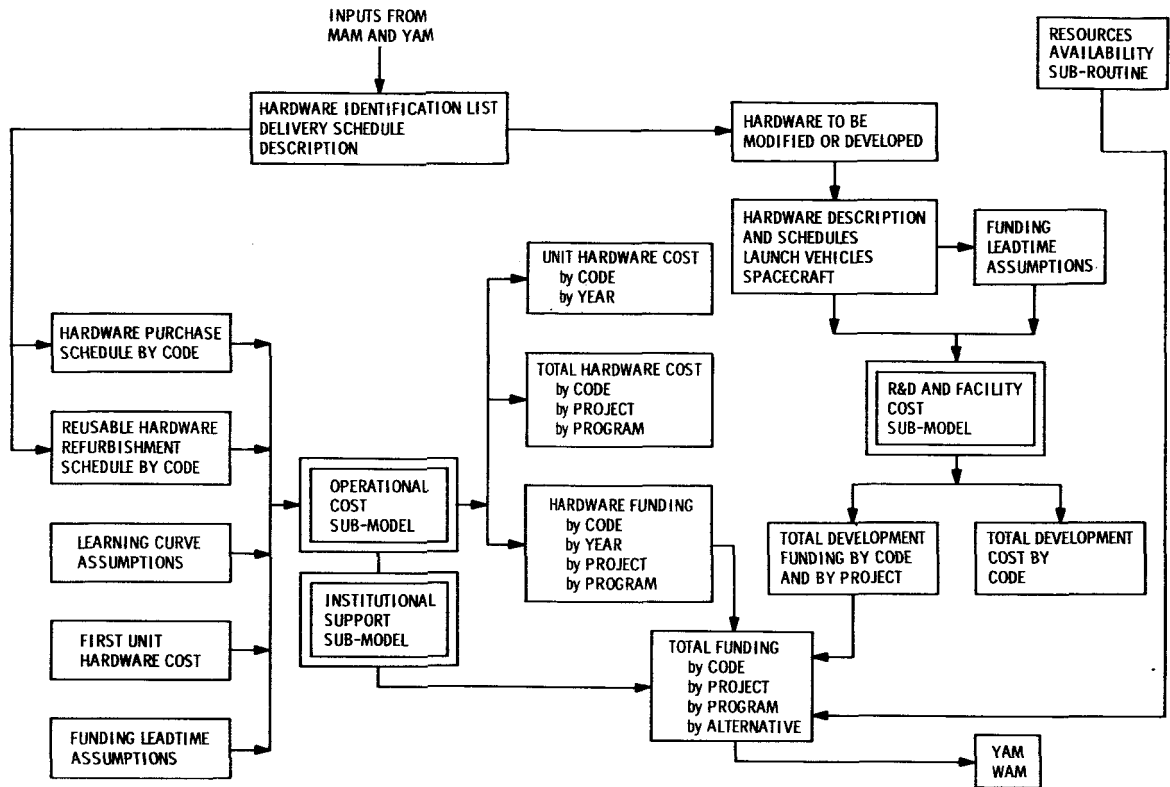 INPUTS FROM
MAM AND YAM
RESOURCES
AVAILABILITY
SUB-ROUTINE
HARDWARE IDENTIFICATION LIST
DELIVERY SCHEDULE
DESCRIPTION
HARDWARE TO BE
MODIFIED OR DEVELOPED
HARDWARE DESCRIPTION
AND SCHEDULES
LAUNCH VEHICLES
SPACECRAFT
FUNDING
LEADTIME
ASSUMPTIONS
UNIT HARDWARE COST
by CODE
by YEAR
HARDWARE PURCHASE
SCHEDULE BY CODE
TOTAL HARDWARE COST
by CODE
by PROJECT
by PROGRAM
R&D AND FACILITY
COST
SUB-MODEL
REUSABLE HARDWARE
REFURBISHMENT
SCHEDULE BY CODE
OPERATIONAL
COST
SUB-MODEL
HARDWARE FUNDING
by CODE
by YEAR
by PROJECT
by PROGRAM
TOTAL DEVELOPMENT
FUNDING BY CODE
AND BY PROJECT
TOTAL DEVELOPMENT
COST BY
CODE
LEARNING CURVE
ASSUMPTIONS
INSTITUTIONAL
SUPPORT
SUB-MODEL
FIRST UNIT
HARDWARE COST
TOTAL FUNDING
by CODE
by PROJECT
by PROGRAM
by ALTERNATIVE
FUNDING LEADTIME
ASSUMPTIONS
YAM
WAM